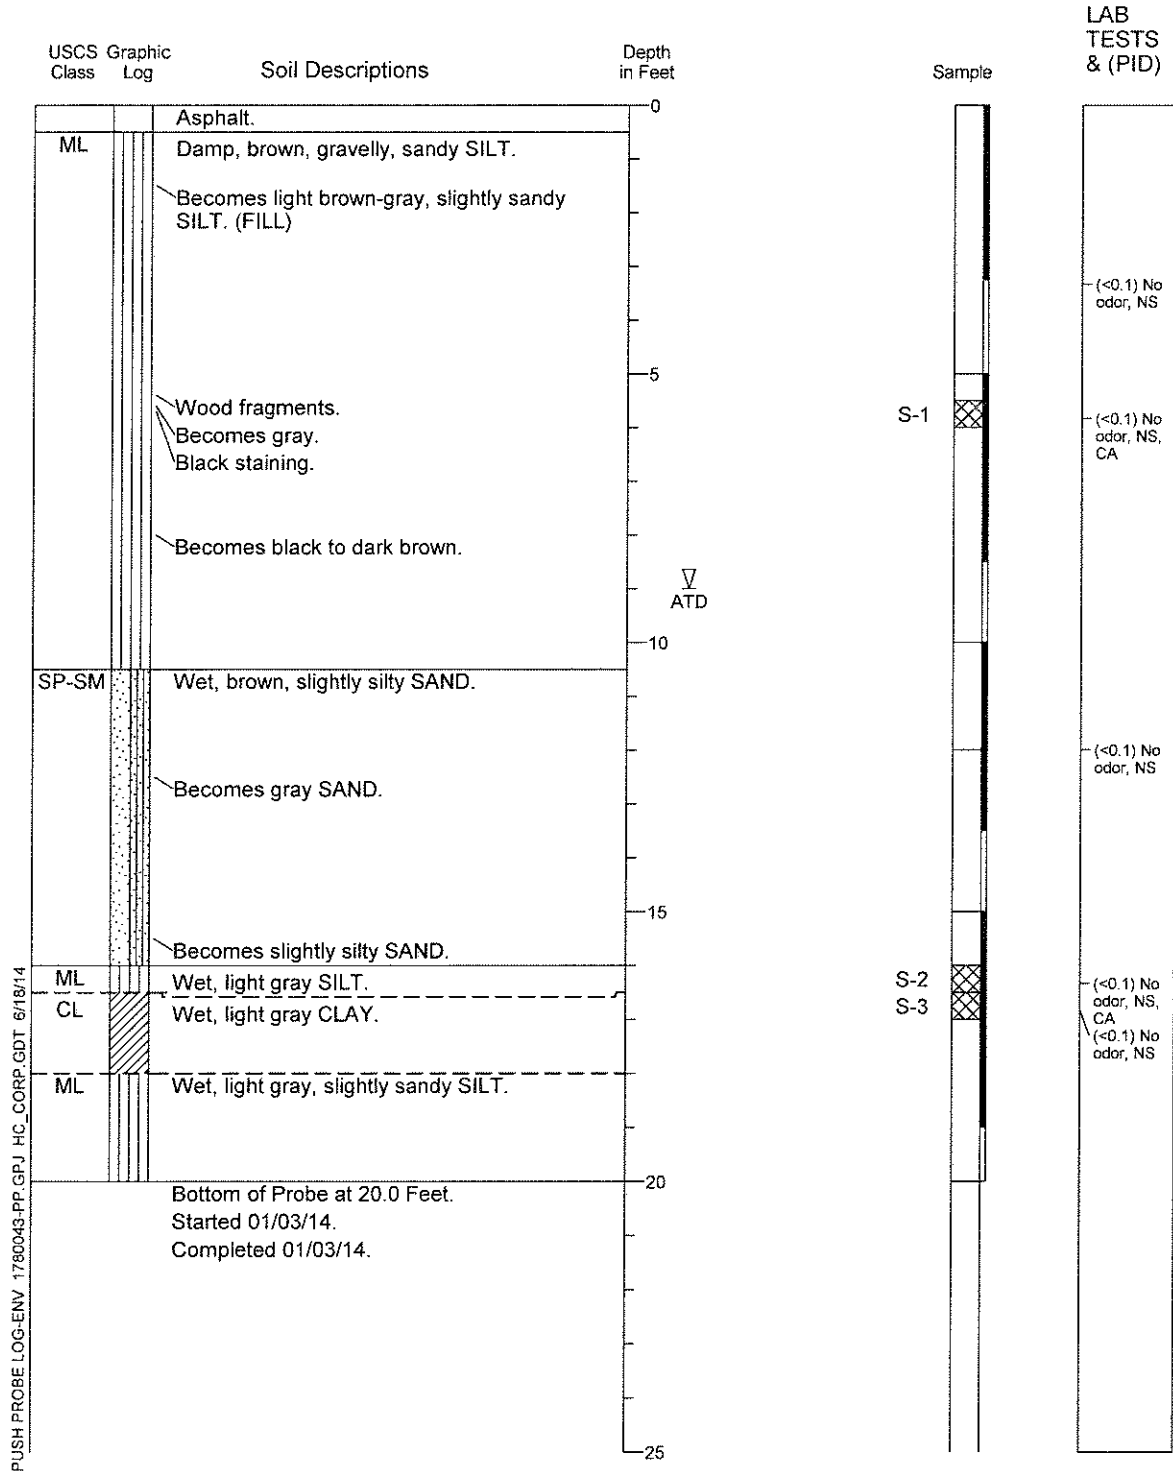 LAB
TESTS
& (PID)
USCS Graphic
Class Log
Soil Descriptions
Depth
in Feet
Sample
0
Asphalt.
ML
Damp, brown, gravelly, sandy SILT.
Becomes light brown-gray, slightly sandy
SILT. (FILL)
(<0.1) No
odor, NS
5
Wood fragments.
S-1
(<0.1) No
odor, NS,
CA
Becomes gray.
Black staining.
Becomes black to dark brown.
ATD
10
SP-SM
Wet, brown, slightly silty SAND.
(<0.1) No
odor, NS
Becomes gray SAND.
15
Becomes slightly silty SAND.
ML
Wet, light gray SILT.
S-2
(<0.1) No
odor, NS,
CA
CL
Wet, light gray CLAY.
S-3
(<0.1) No
odor, NS
ML
Wet, light gray, slightly sandy SILT.
20
Bottom of Probe at 20.0 Feet.
Started 01/03/14.
Completed 01/03/14.
25
PUSH PROBE LOG-ENV 1780043-PP.GPJ HC_CORP.GDT 6/18/14